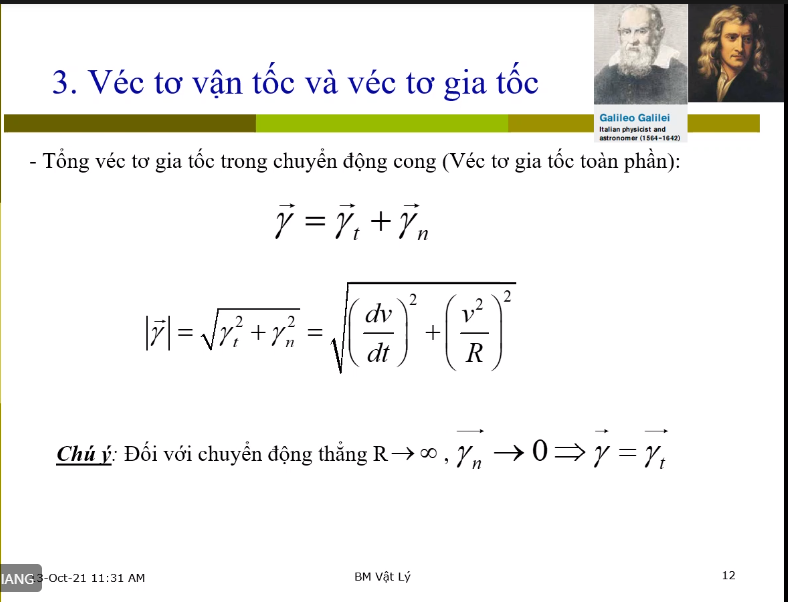 3. Véc tơ vận tốc và véc tơ gia tốc
Galileo Galilei
Italian physicist and
astronomer (1564-1642)
- Tổng véc tơ gia tốc trong chuyển động cong (Véc tơ gia tốc toàn phần):
$\vec{\gamma} = \vec{\gamma}_t + \vec{\gamma}_n$
$|\vec{\gamma}| = \sqrt{\gamma_t^2 + \gamma_n^2} = \sqrt{\left(\frac{dv}{dt}\right)^2 + \left(\frac{v^2}{R}\right)^2}$
Chú ý: Đối với chuyển động thẳng R→ ∞ , $\overrightarrow{\gamma_n} \rightarrow 0 \Rightarrow \vec{\gamma} = \overrightarrow{\gamma_t}$
IANG 3-Oct-21 11:31 AM
BM Vật Lý
12